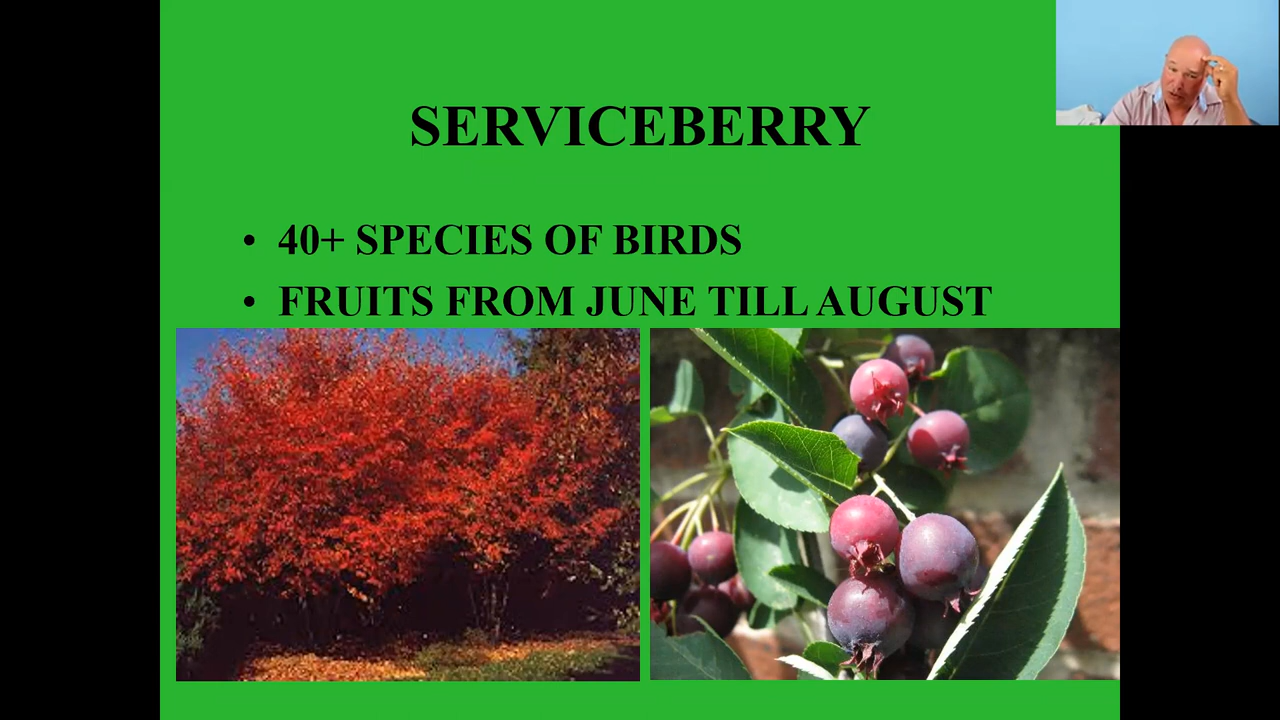 SERVICEBERRY
• 40+ SPECIES OF BIRDS
• FRUITS FROM JUNE TILL AUGUST